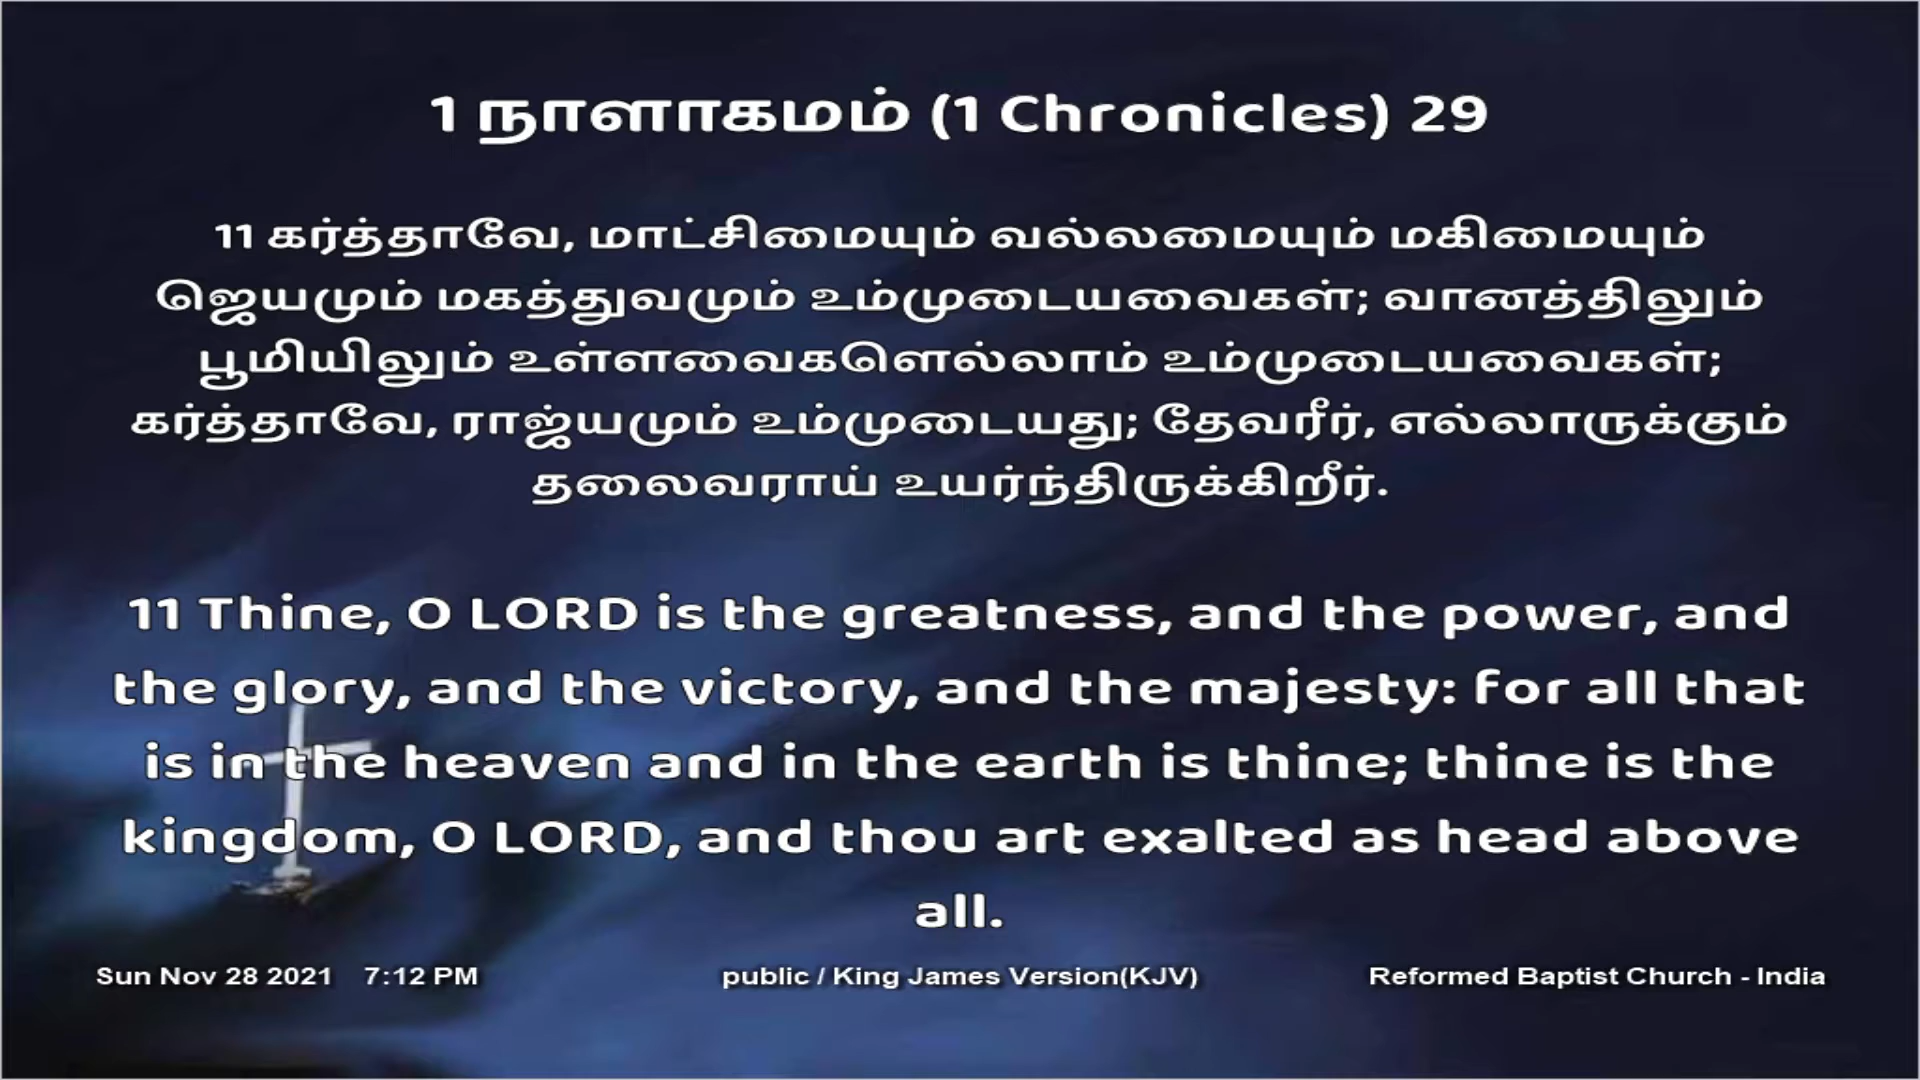 1 நாளாகமம் (1 Chronicles) 29
11 கர்த்தாவே, மாட்சிமையும் வல்லமையும் மகிமையும்
ஜெயமும் மகத்துவமும் உம்முடையவைகள்; வானத்திலும்
பூமியிலும் உள்ளவைகளெல்லாம் உம்முடையவைகள்;
கர்த்தாவே, ராஜ்யமும் உம்முடையது; தேவரீர், எல்லாருக்கும்
தலைவராய் உயர்ந்திருக்கிறீர்.
11 Thine, O LORD is the greatness, and the power, and
the glory, and the victory, and the majesty: for all that
is in the heaven and in the earth is thine; thine is the
kingdom, O LORD, and thou art exalted as head above
all.
Sun Nov 28 2021 7:12 PM public / King James Version(KJV) Reformed Baptist Church - India